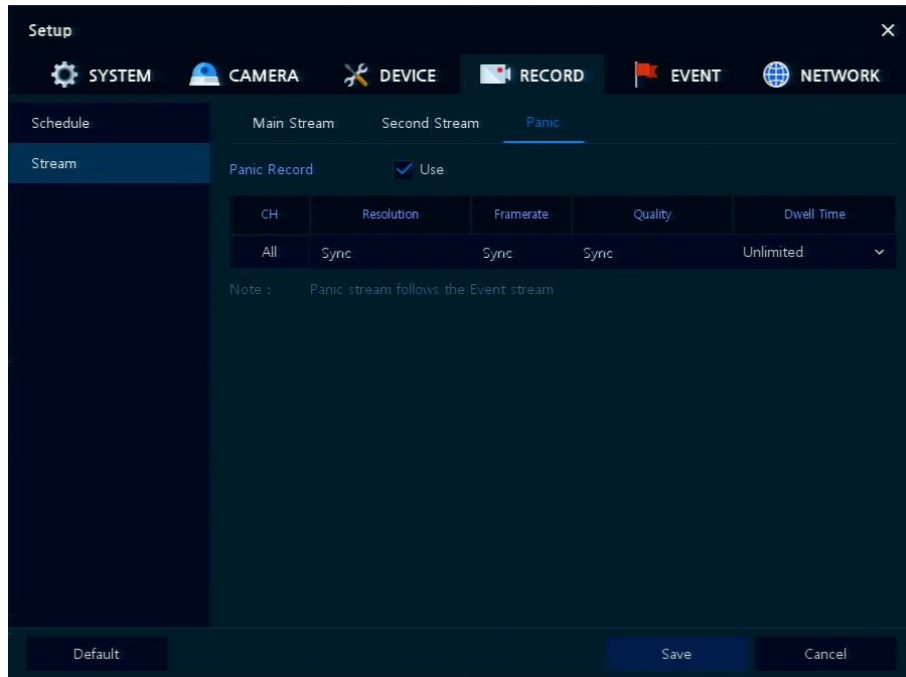 Setup
SYSTEM CAMERA DEVICE RECORD EVENT NETWORK
Schedule
Stream
Main Stream Second Stream Panic
Panic Record Use
CH Resolution Framerate Quality Dwell Time
All Sync Sync Sync Unlimited
Note : Panic stream follows the Event stream
Default Save Cancel